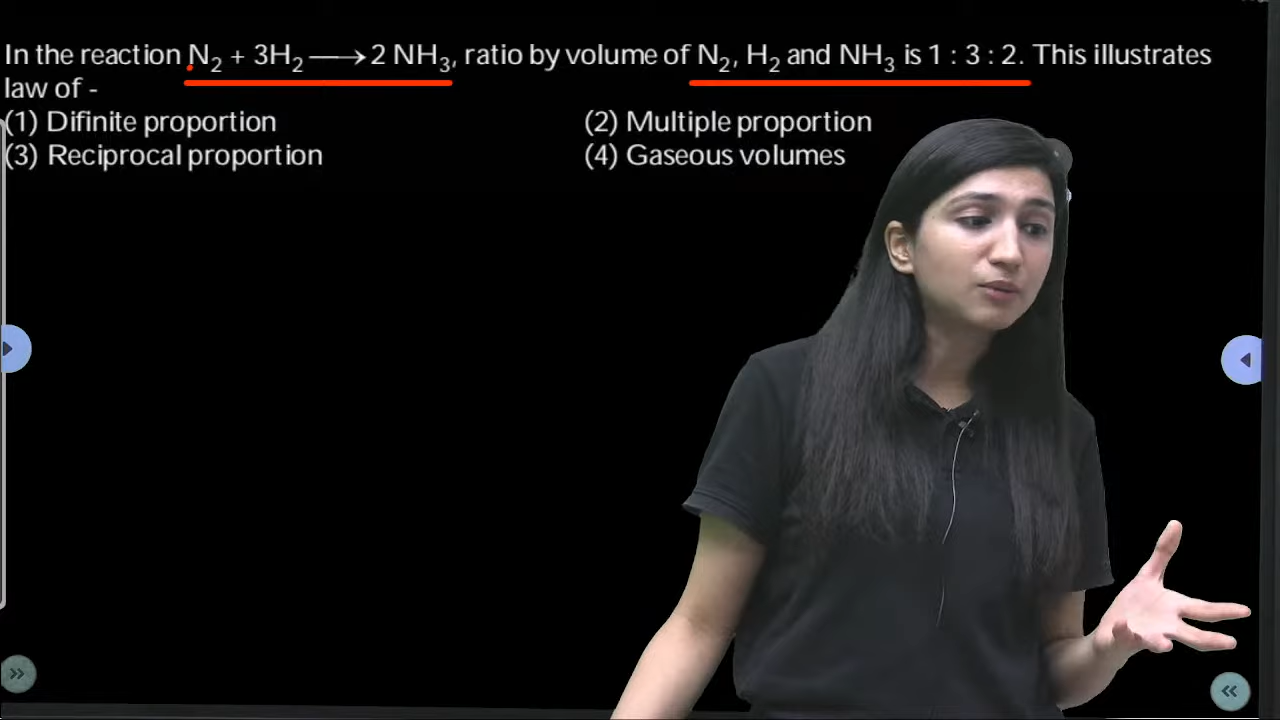 In the reaction N₂ + 3H₂ ⟶ 2 NH₃, ratio by volume of N₂, H₂ and NH₃ is 1 : 3 : 2. This illustrates
law of -
(1) Difinite proportion (2) Multiple proportion
(3) Reciprocal proportion (4) Gaseous volumes